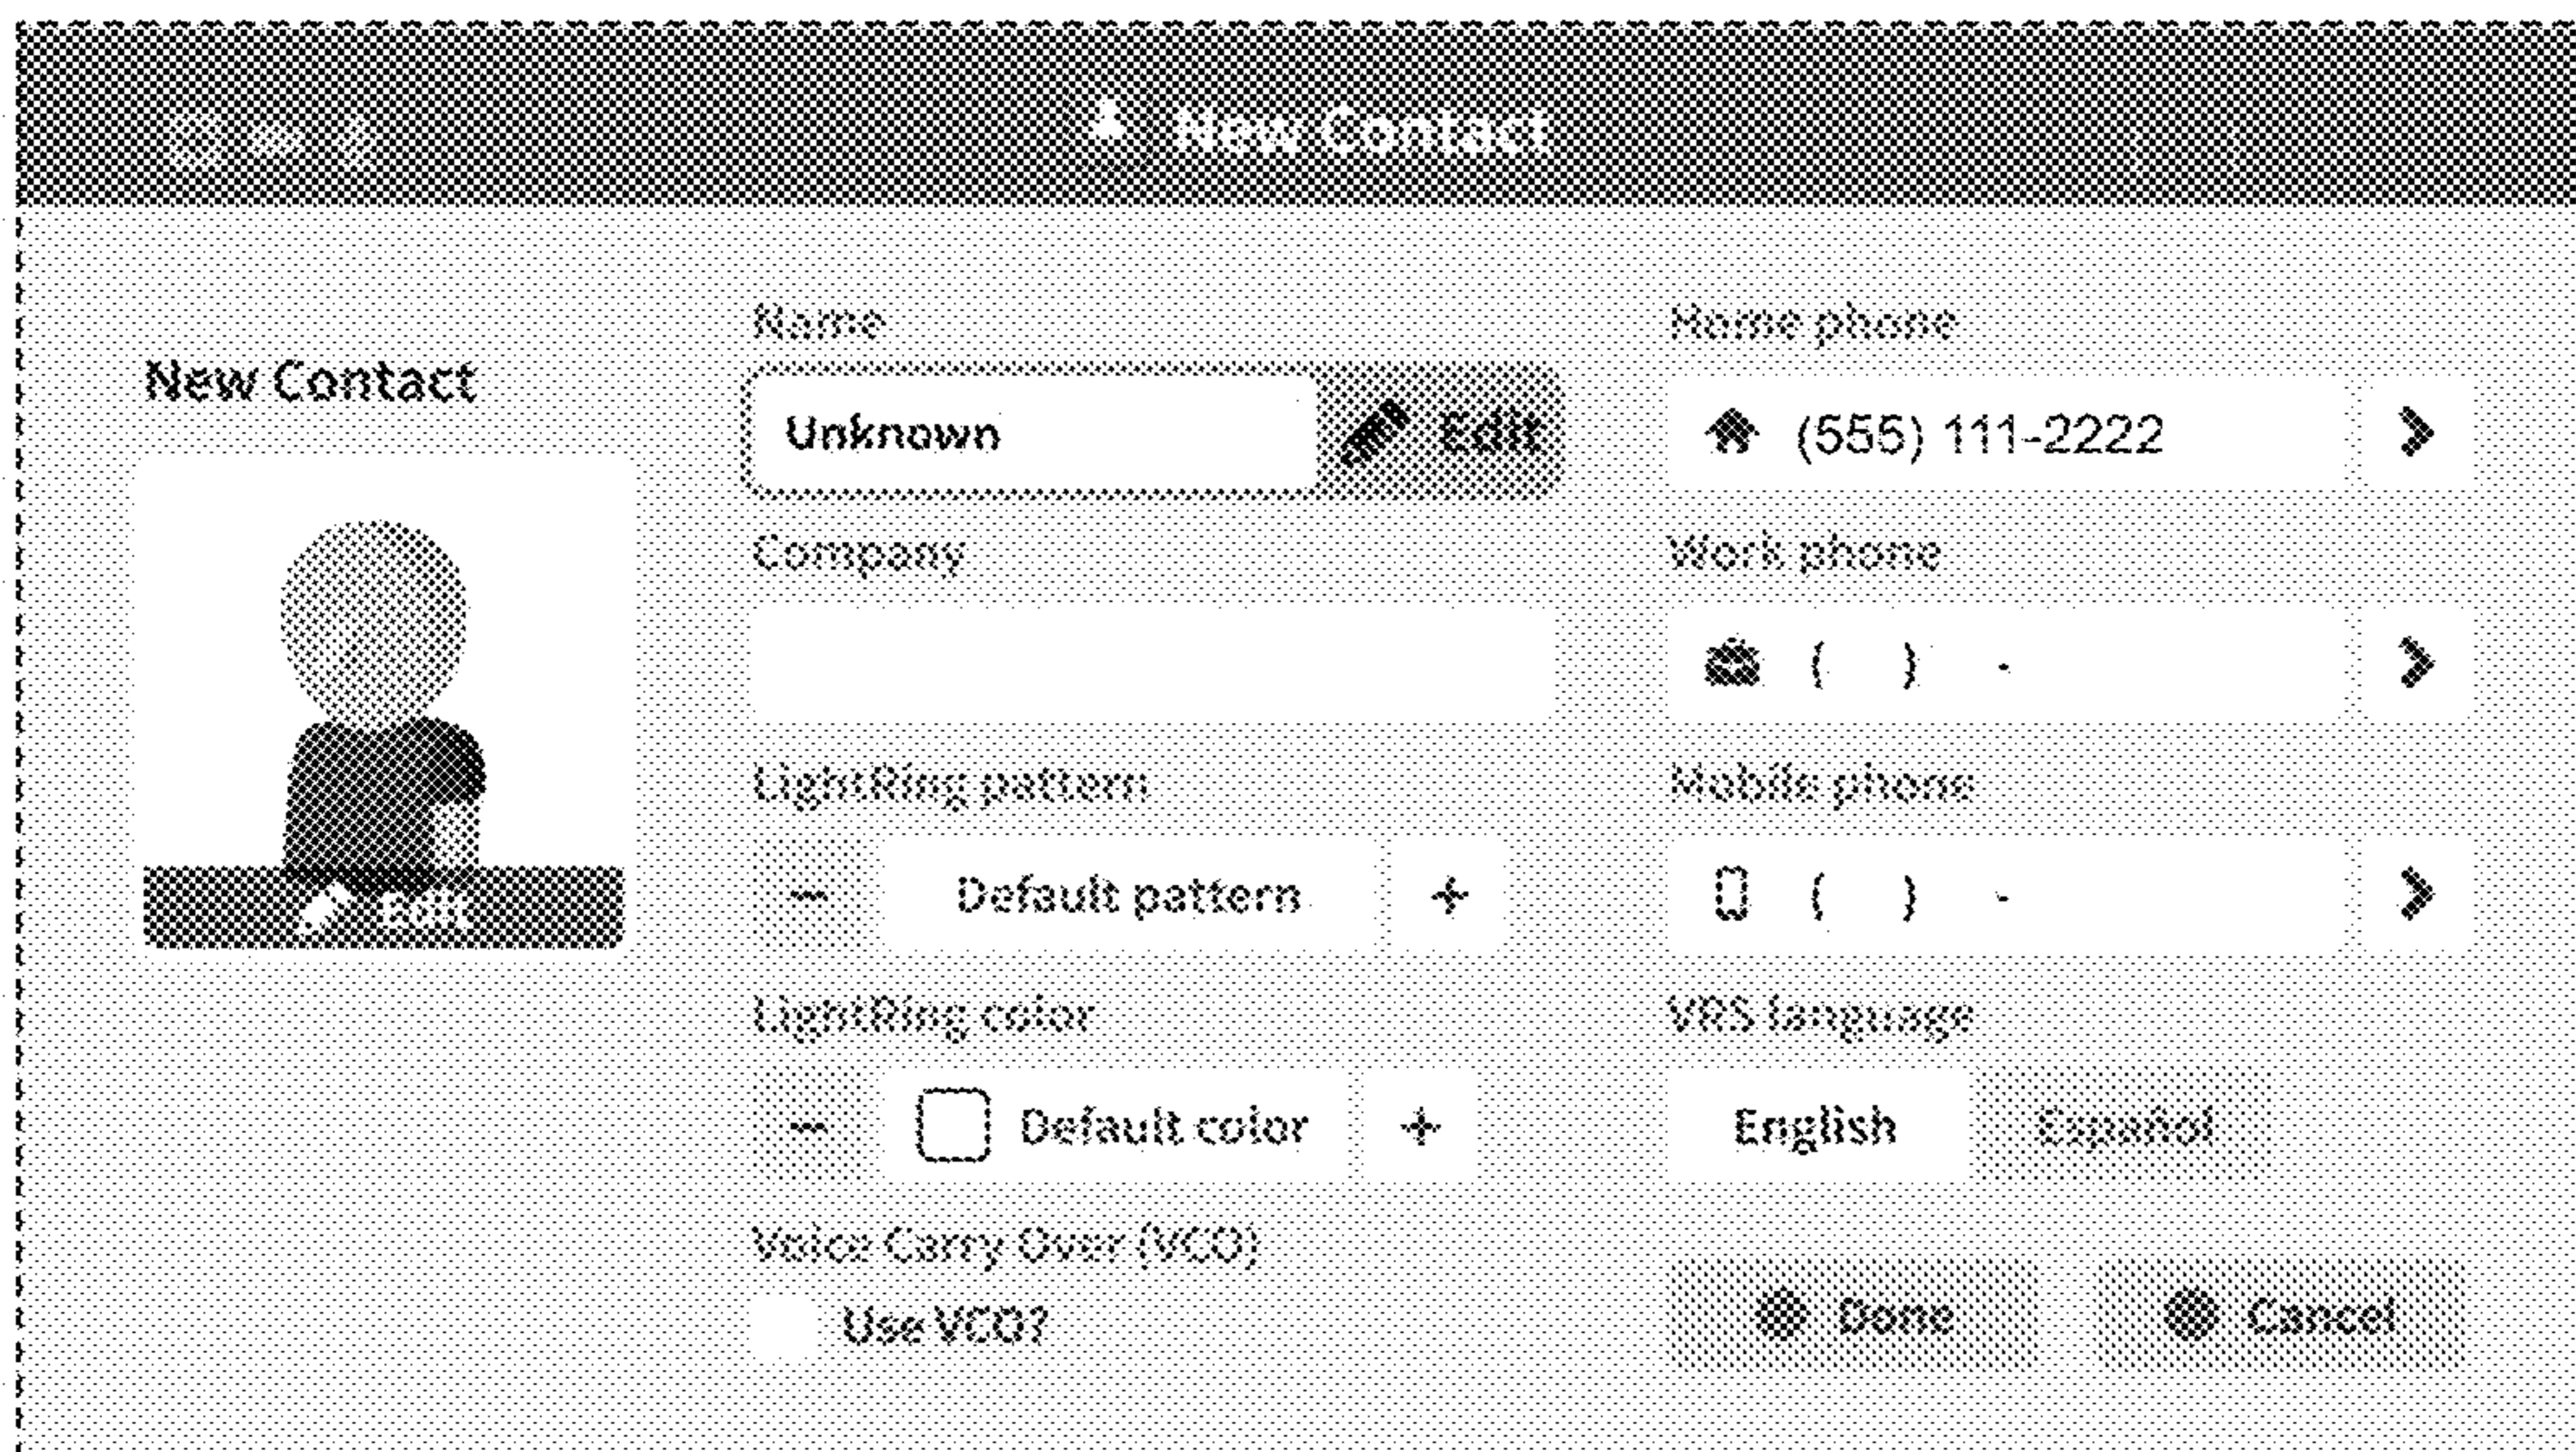 New Contact
New Contact
Edit
Name
Unknown
Edit
Company
LightRing pattern
− Default pattern +
LightRing color
− Default color +
Voice Carry Over (VCO)
Use VCO?
Home phone
(555) 111-2222
Work phone
( ) -
Mobile phone
( ) -
VRS language
English Español
Done Cancel